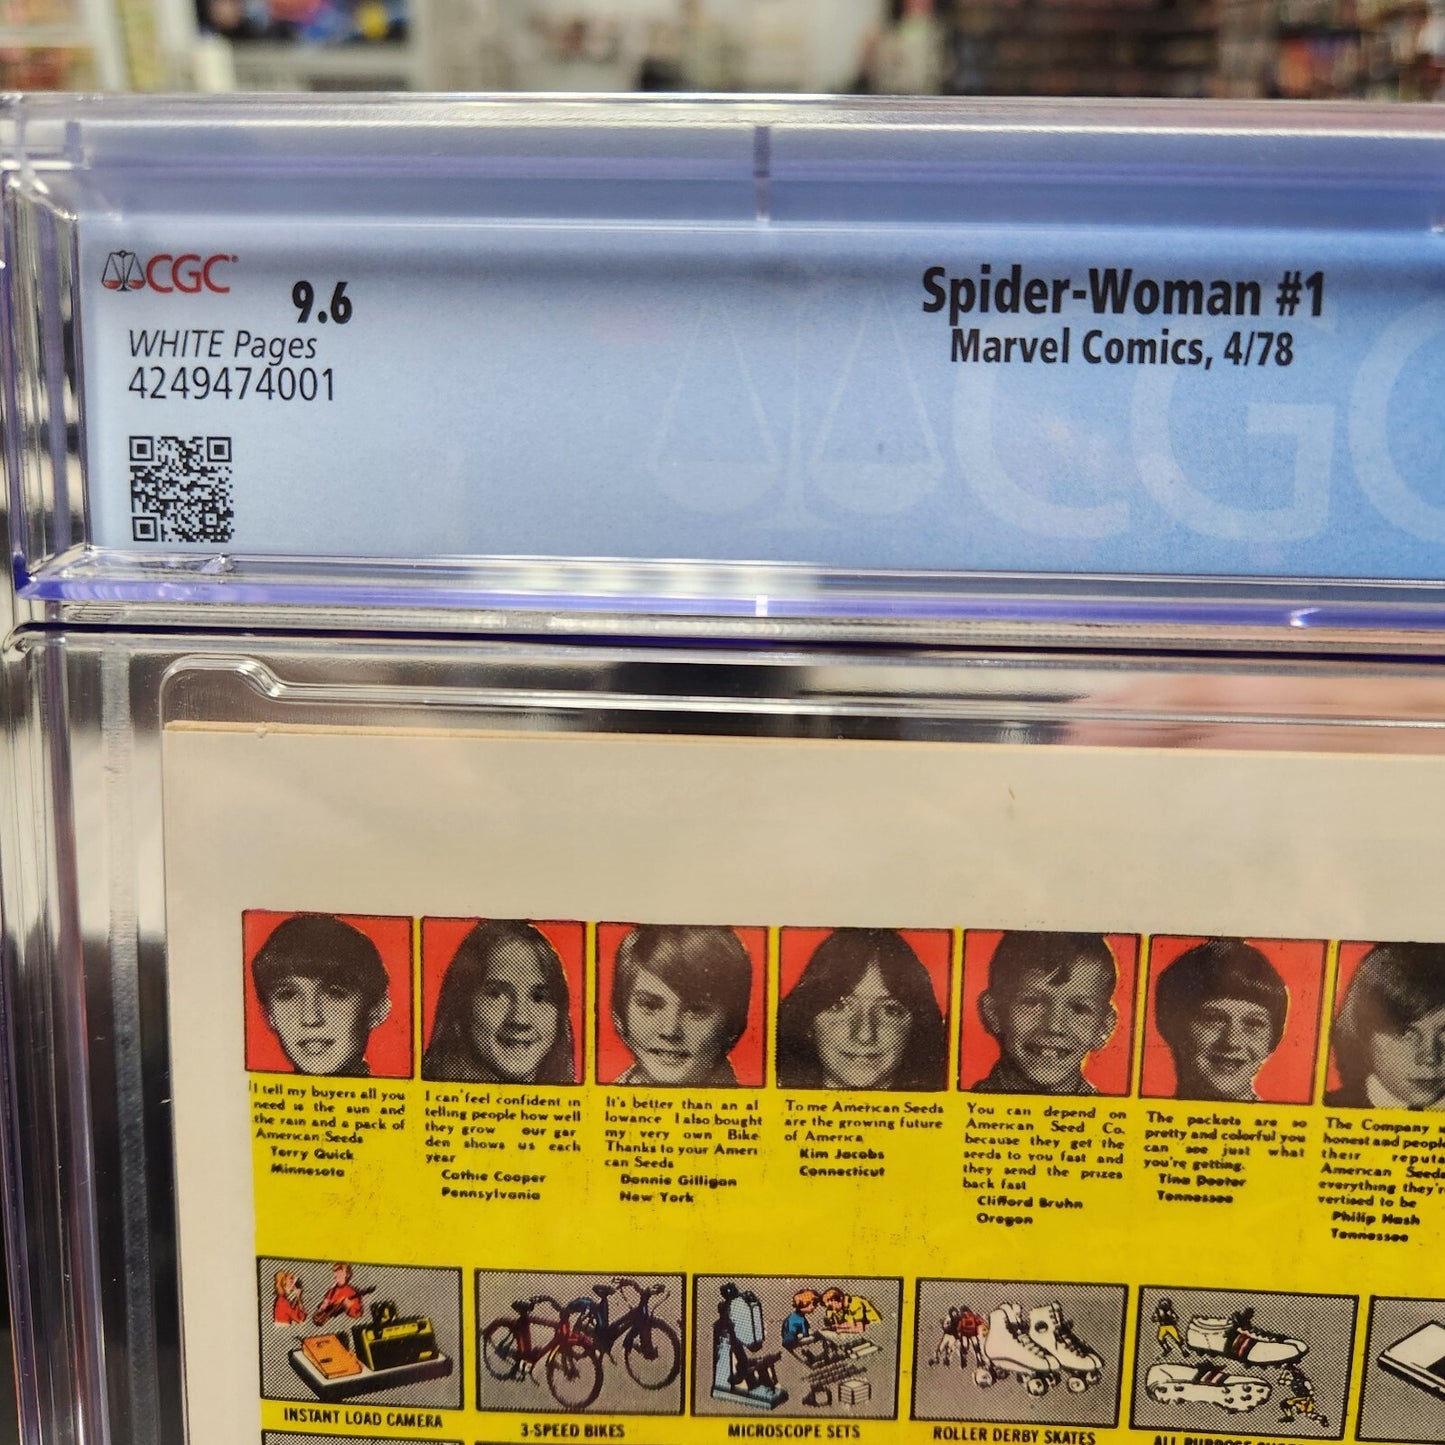 CGC
9.6
WHITE Pages
4249474001
Spider-Woman #1
Marvel Comics, 4/78
CGC
I tell my buyers all you
need is the sun and
the rain and a pack of
American Seeds
Terry Quick
Minnesota
I can feel confident in
telling people how well
they grow our gar
den shows us each
year
Cathie Cooper
Pennsylvania
It's better than an al
lowance I also bought
my very own Bike
Thanks to your Ameri
can Seeds
Donnie Gilligan
New York
To me American Seeds
are the growing future
of America
Kim Jacobs
Connecticut
You can depend on
American Seed Co.
because they get the
seeds to you fast and
they send the prizes
back fast
Clifford Bruhn
Oregon
The packets are so
pretty and colorful you
can see just what
you're getting.
Tina Deeter
Tennessee
The Company
honest and people
their
American Seeds
everything they're
vertised to be
Philip Nash
Tennessee
INSTANT LOAD CAMERA
3-SPEED BIKES
MICROSCOPE SETS
ROLLER DERBY SKATES
ALL PURPOSE